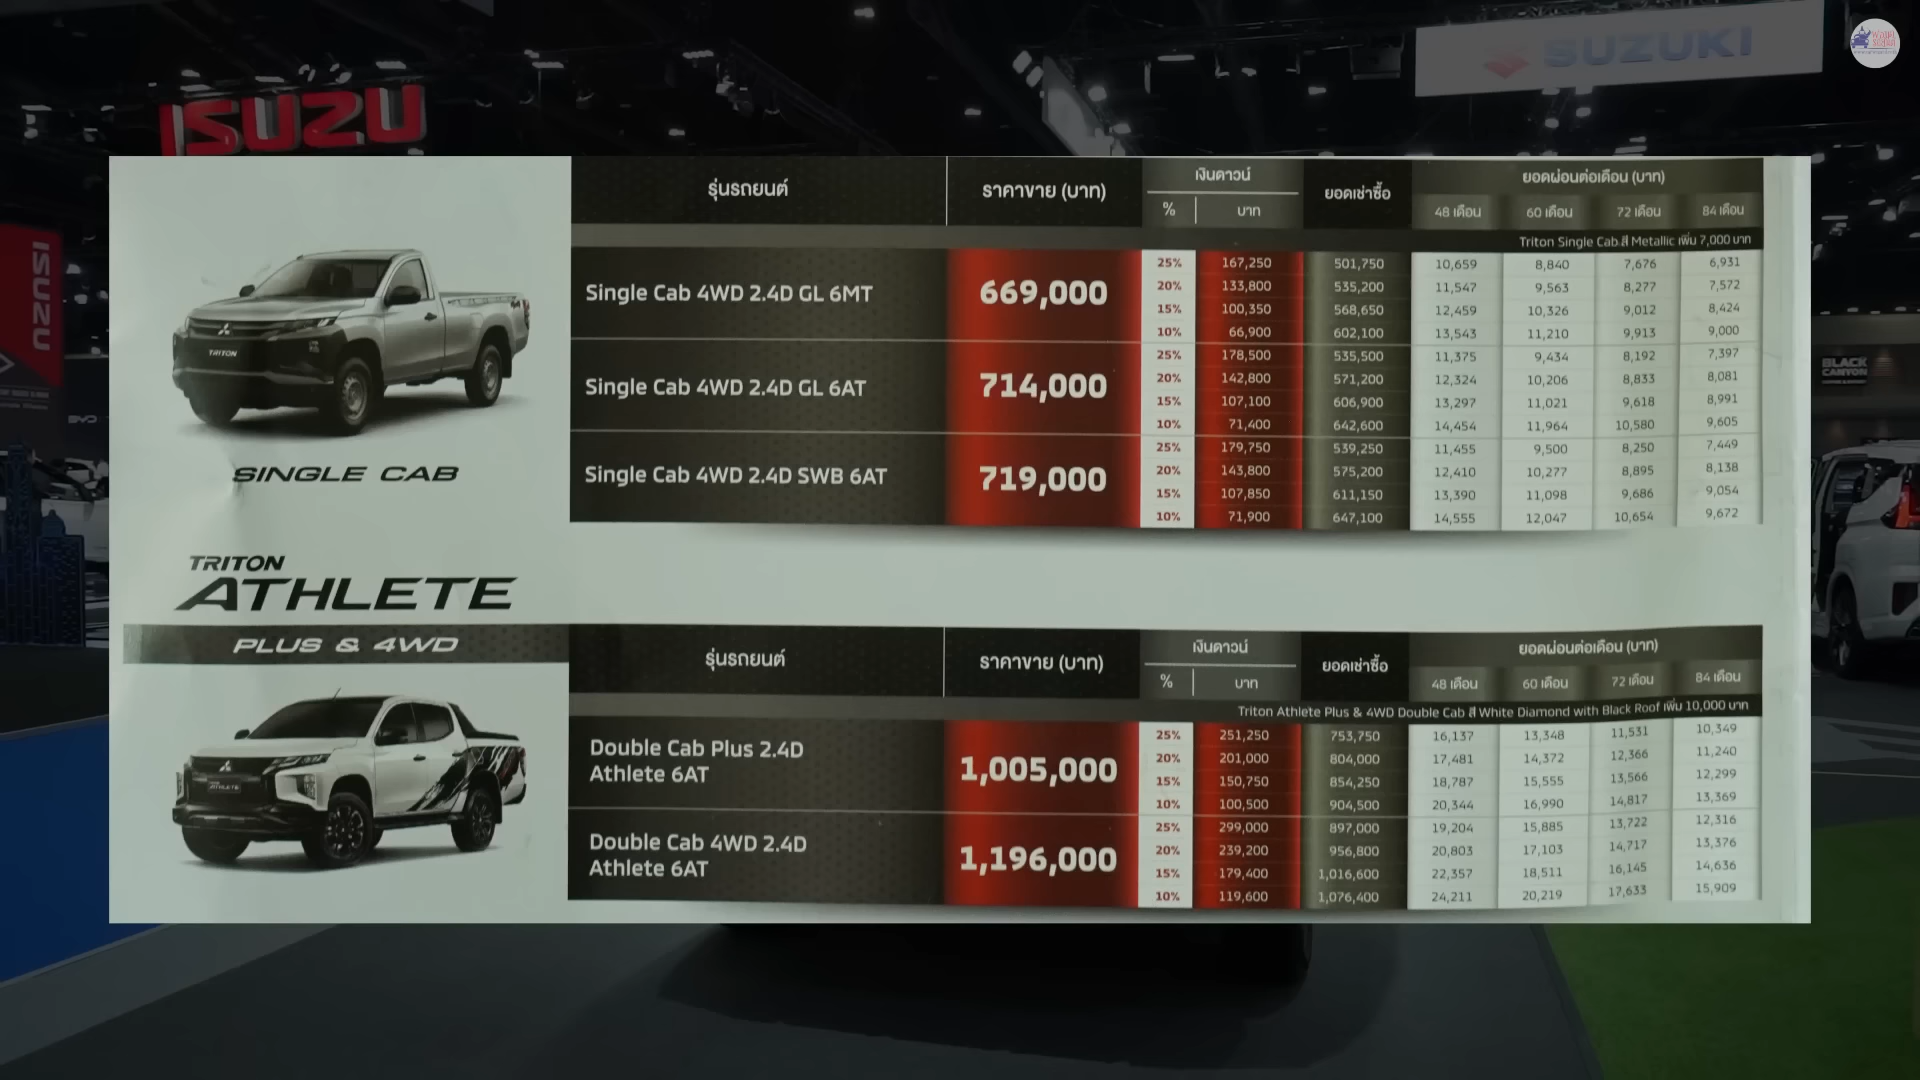 SUZUKI
ISUZU
ISUZU
BYD
BLACK
CANYON
รุ่นรถยนต์ ราคาขาย (บาท) เงินดาวน์ ยอดเช่าซื้อ ยอดผ่อนต่อเดือน (บาท)
% บาท 48 เดือน 60 เดือน 72 เดือน 84 เดือน
Triton Single Cab สี Metallic เพิ่ม 7,000 บาท
Single Cab 4WD 2.4D GL 6MT 669,000
25% 167,250 501,750 10,659 8,840 7,676 6,931
20% 133,800 535,200 11,547 9,563 8,277 7,572
15% 100,350 568,650 12,459 10,326 9,012 8,424
10% 66,900 602,100 13,543 11,210 9,913 9,000
Single Cab 4WD 2.4D GL 6AT 714,000
25% 178,500 535,500 11,375 9,434 8,192 7,397
20% 142,800 571,200 12,324 10,206 8,833 8,081
15% 107,100 606,900 13,297 11,021 9,618 8,991
10% 71,400 642,600 14,454 11,964 10,580 9,605
Single Cab 4WD 2.4D SWB 6AT 719,000
25% 179,750 539,250 11,455 9,500 8,250 7,449
20% 143,800 575,200 12,410 10,277 8,895 8,138
15% 107,850 611,150 13,390 11,098 9,686 9,054
10% 71,900 647,100 14,555 12,047 10,654 9,672
TRITON
SINGLE CAB
TRITON
ATHLETE
PLUS & 4WD
รุ่นรถยนต์ ราคาขาย (บาท) เงินดาวน์ ยอดเช่าซื้อ ยอดผ่อนต่อเดือน (บาท)
% บาท 48 เดือน 60 เดือน 72 เดือน 84 เดือน
Triton Athlete Plus & 4WD Double Cab สี White Diamond with Black Roof เพิ่ม 10,000 บาท
Double Cab Plus 2.4D
Athlete 6AT
1,005,000
25% 251,250 753,750 16,137 13,348 11,531 10,349
20% 201,000 804,000 17,481 14,372 12,366 11,240
15% 150,750 854,250 18,787 15,555 13,566 12,299
10% 100,500 904,500 20,344 16,990 14,817 13,369
Double Cab 4WD 2.4D
Athlete 6AT
1,196,000
25% 299,000 897,000 19,204 15,885 13,722 12,316
20% 239,200 956,800 20,803 17,103 14,717 13,376
15% 179,400 1,016,600 22,357 18,511 16,145 14,636
10% 119,600 1,076,400 24,211 20,219 17,633 15,909
ATHLETE